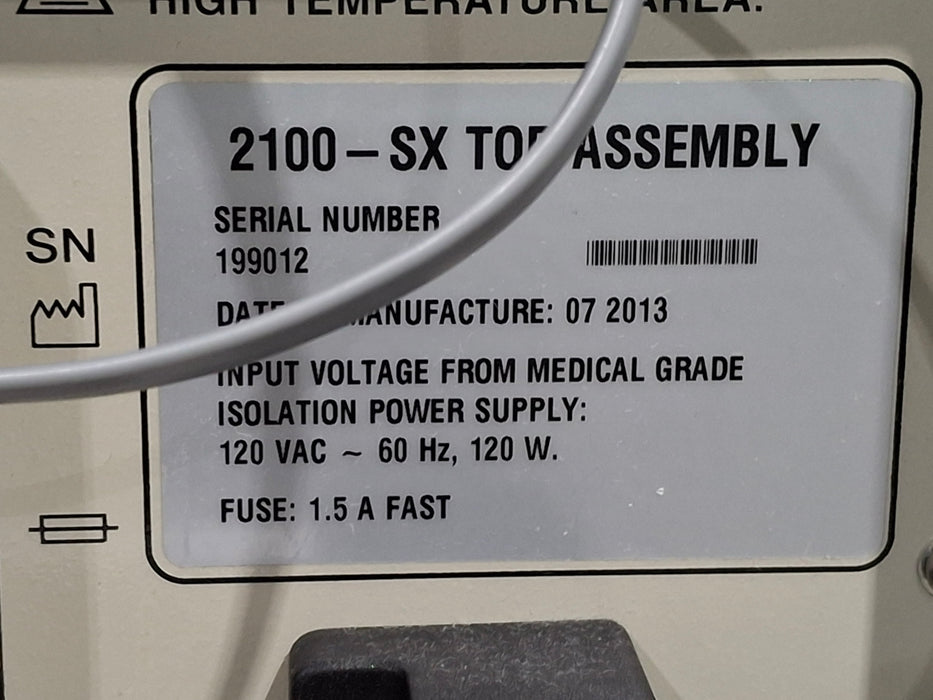 HIGH TEMPERATURE AREA.
2100 – SX TOP ASSEMBLY
SN
SERIAL NUMBER
199012
DATE MANUFACTURE: 07 2013
INPUT VOLTAGE FROM MEDICAL GRADE
ISOLATION POWER SUPPLY:
120 VAC ~ 60 Hz, 120 W.
FUSE: 1.5 A FAST